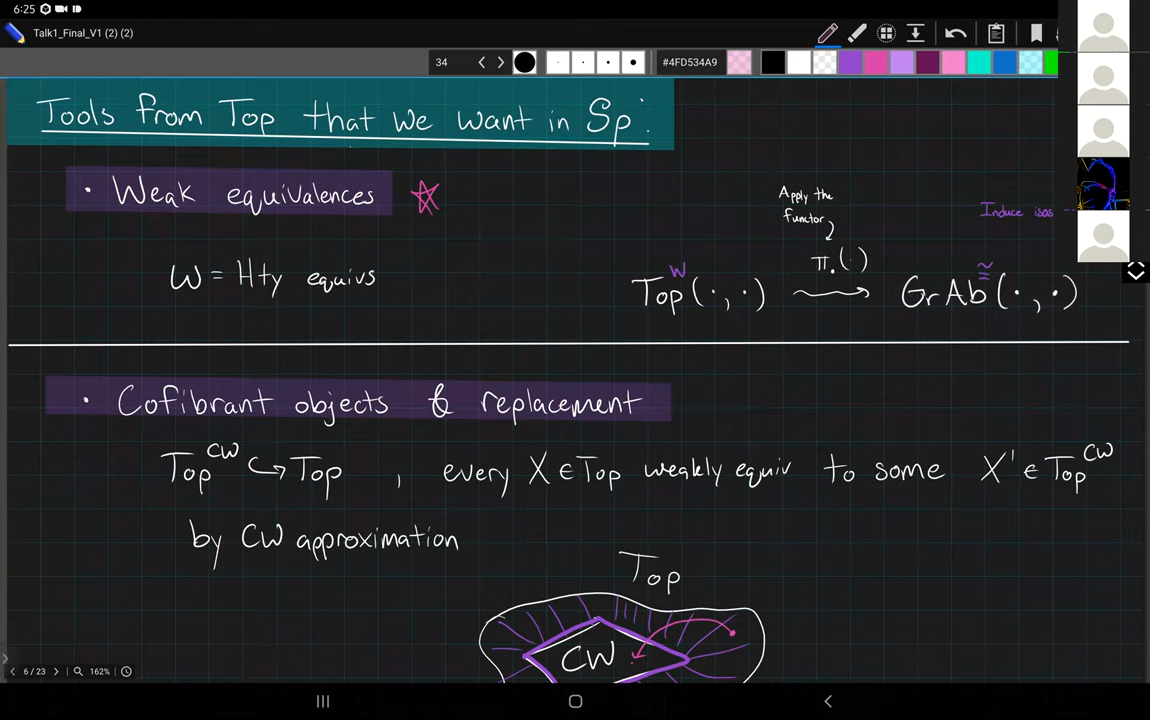 6:25
Talk1_Final_V1 (2) (2)
34
#4FD534A9
Tools from Top that we want in Sp:
• Weak equivalences
Apply the
functor
Induce isos
W = Hty equivs
π.(·)
W
≅
Top(·,·) → GrAb(·,·)
• Cofibrant objects & replacement
Top^CW ↪ Top , every X ∈ Top weakly equiv to some X' ∈ Top^CW
by CW approximation
Top
CW
6 / 23
162%